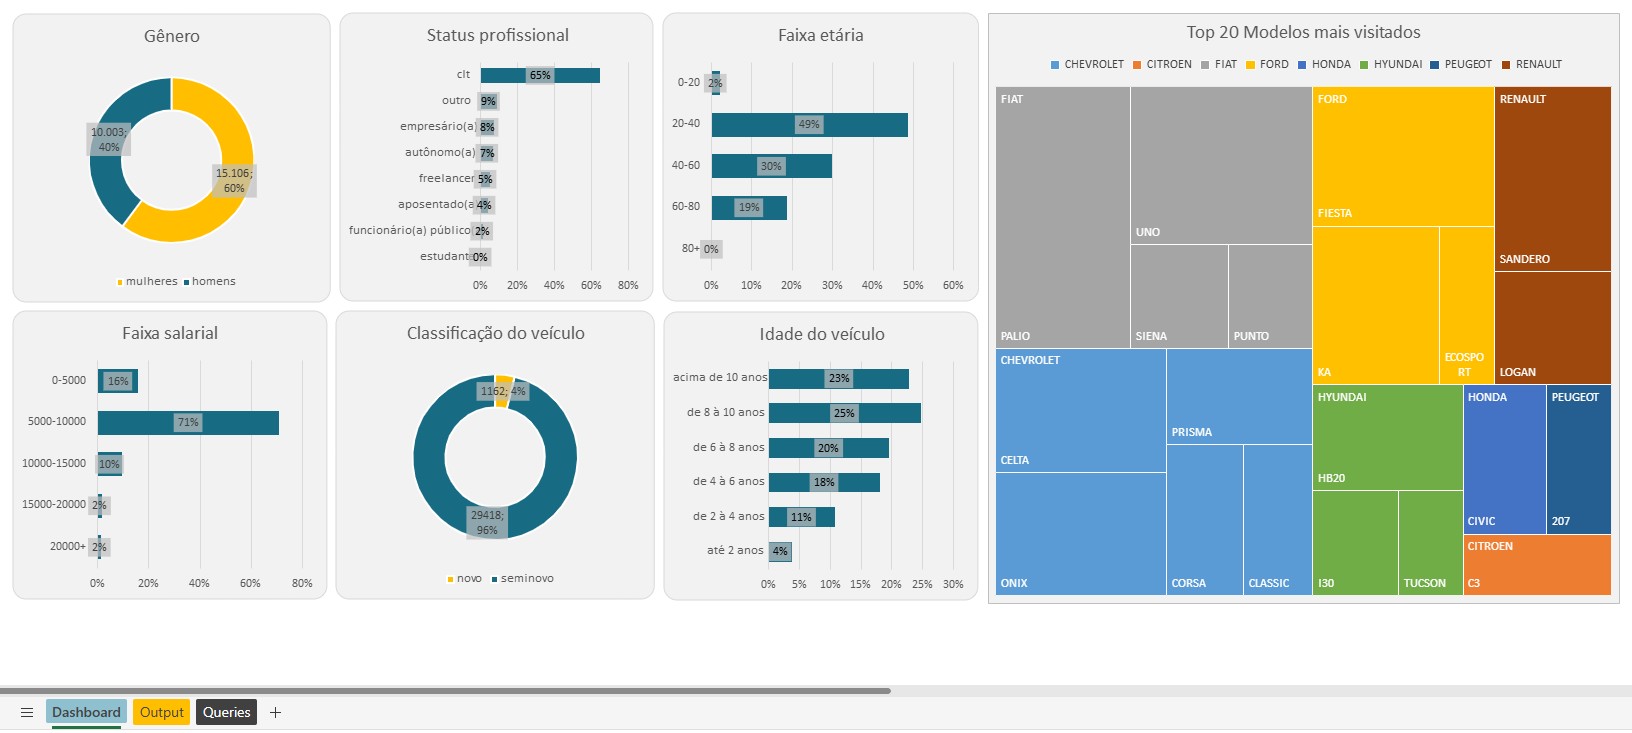 Gênero
10.003;
40%
15.106;
60%
mulheres homens
Status profissional
clt 65%
outro 9%
empresário(a) 8%
autônomo(a) 7%
freelancer 5%
aposentado(a 4%
funcionário(a) público 2%
estudante 0%
0% 20% 40% 60% 80%
Faixa etária
0-20 2%
20-40 49%
40-60 30%
60-80 19%
80+ 0%
0% 10% 20% 30% 40% 50% 60%
Faixa salarial
0-5000 16%
5000-10000 71%
10000-15000 10%
15000-20000 2%
20000+ 2%
0% 20% 40% 60% 80%
Classificação do veículo
1162; 4%
29418;
96%
novo seminovo
Idade do veículo
acima de 10 anos 23%
de 8 à 10 anos 25%
de 6 à 8 anos 20%
de 4 à 6 anos 18%
de 2 à 4 anos 11%
até 2 anos 4%
0% 5% 10% 15% 20% 25% 30%
Top 20 Modelos mais visitados
CHEVROLET CITROEN FIAT FORD HONDA HYUNDAI PEUGEOT RENAULT
FIAT
PALIO
UNO
SIENA
PUNTO
CHEVROLET
CELTA
ONIX
PRISMA
CORSA
CLASSIC
FORD
FIESTA
KA
ECOSPO
RT
RENAULT
SANDERO
LOGAN
HYUNDAI
HB20
I30
TUCSON
HONDA
CIVIC
PEUGEOT
207
CITROEN
C3
Dashboard Output Queries